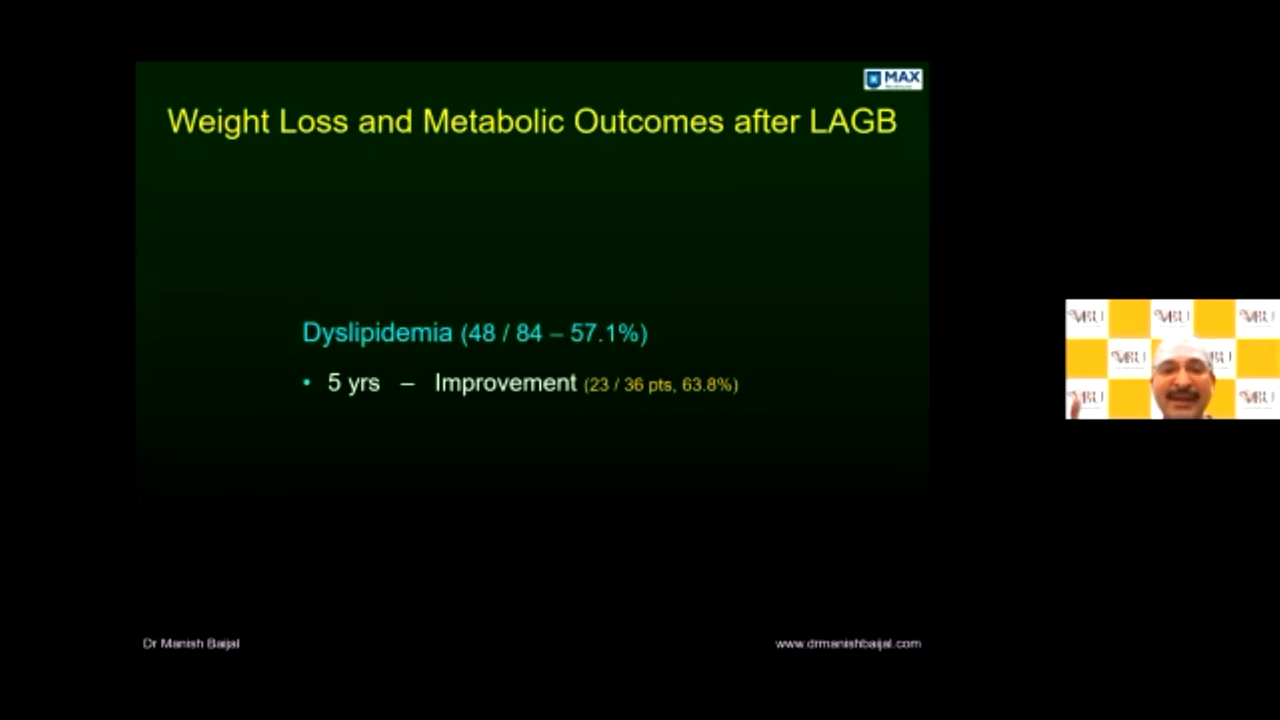 MAX
Weight Loss and Metabolic Outcomes after LAGB
Dyslipidemia (48 / 84 – 57.1%)
• 5 yrs – Improvement (23 / 36 pts, 63.8%)
Dr Manish Baijal
www.drmanishbaijal.com